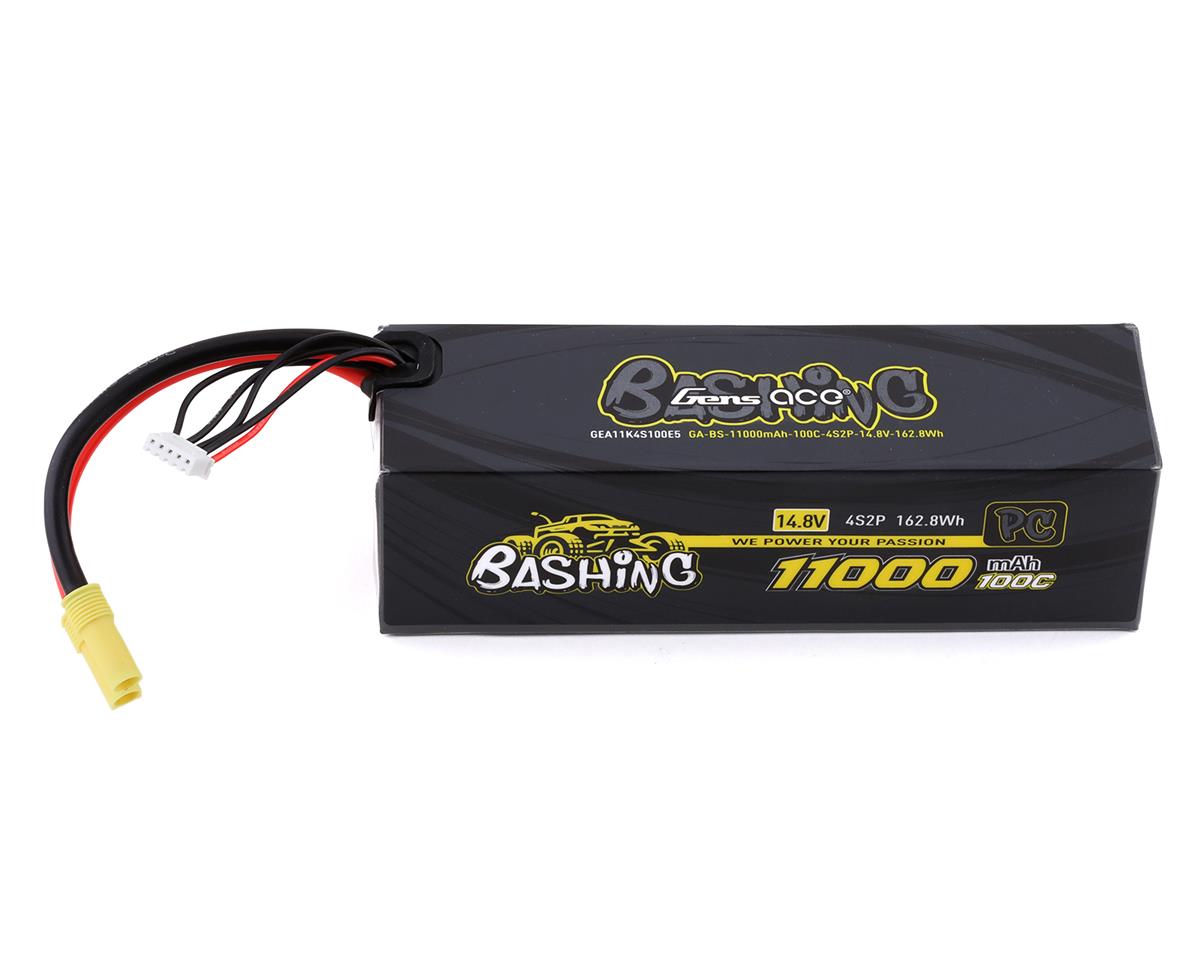 BASHING
Gens ace®
GEA11K4S100E5 GA-BS-11000mAh-100C-4S2P-14.8V-162.8Wh
14.8V 4S2P 162.8Wh PC
WE POWER YOUR PASSION
BASHING
11000 mAh
100C